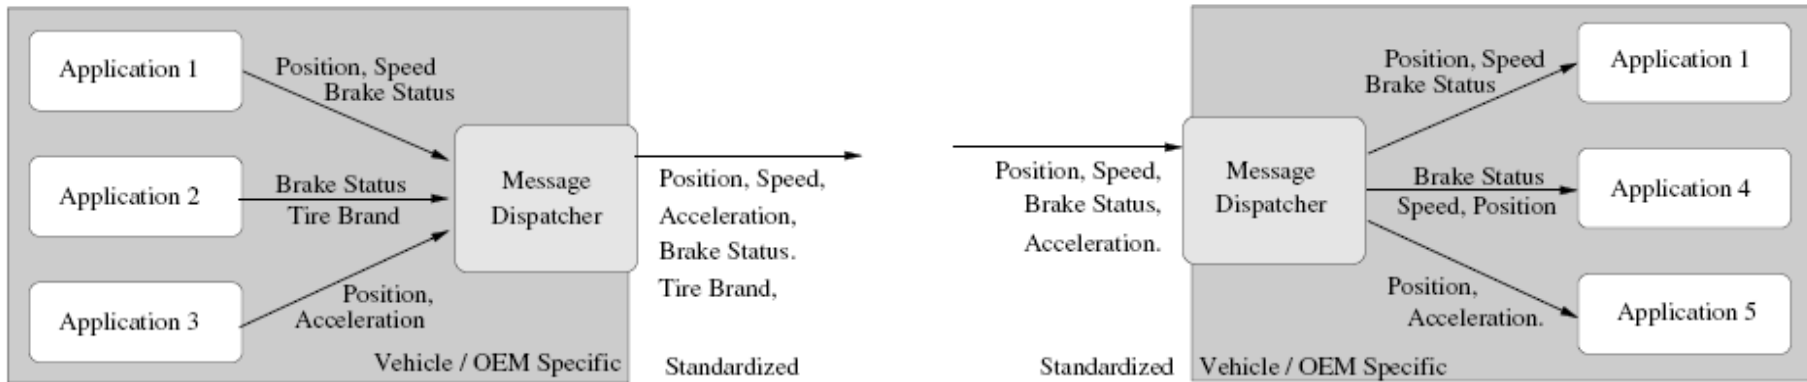 Application 1
Position, Speed
Brake Status
Application 2
Brake Status
Tire Brand
Application 3
Position,
Acceleration
Message
Dispatcher
Vehicle / OEM Specific
Position, Speed,
Acceleration,
Brake Status.
Tire Brand,
Standardized
Position, Speed,
Brake Status,
Acceleration.
Standardized
Message
Dispatcher
Position, Speed
Brake Status
Application 1
Brake Status
Speed, Position
Application 4
Position,
Acceleration.
Application 5
Vehicle / OEM Specific